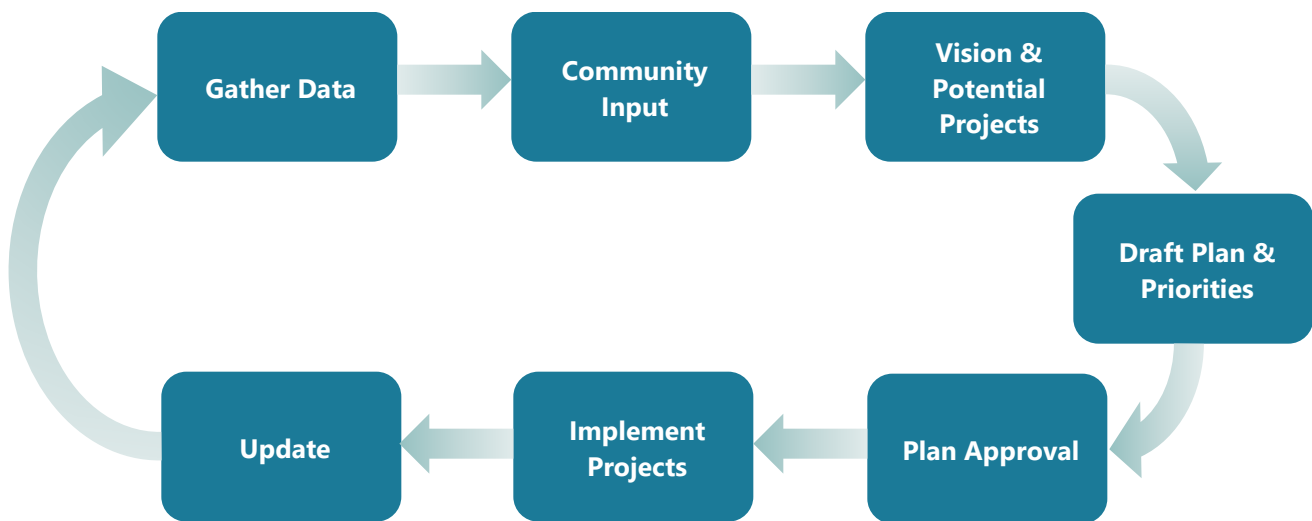 Gather Data
Community
Input
Vision &
Potential
Projects
Draft Plan &
Priorities
Plan Approval
Implement
Projects
Update